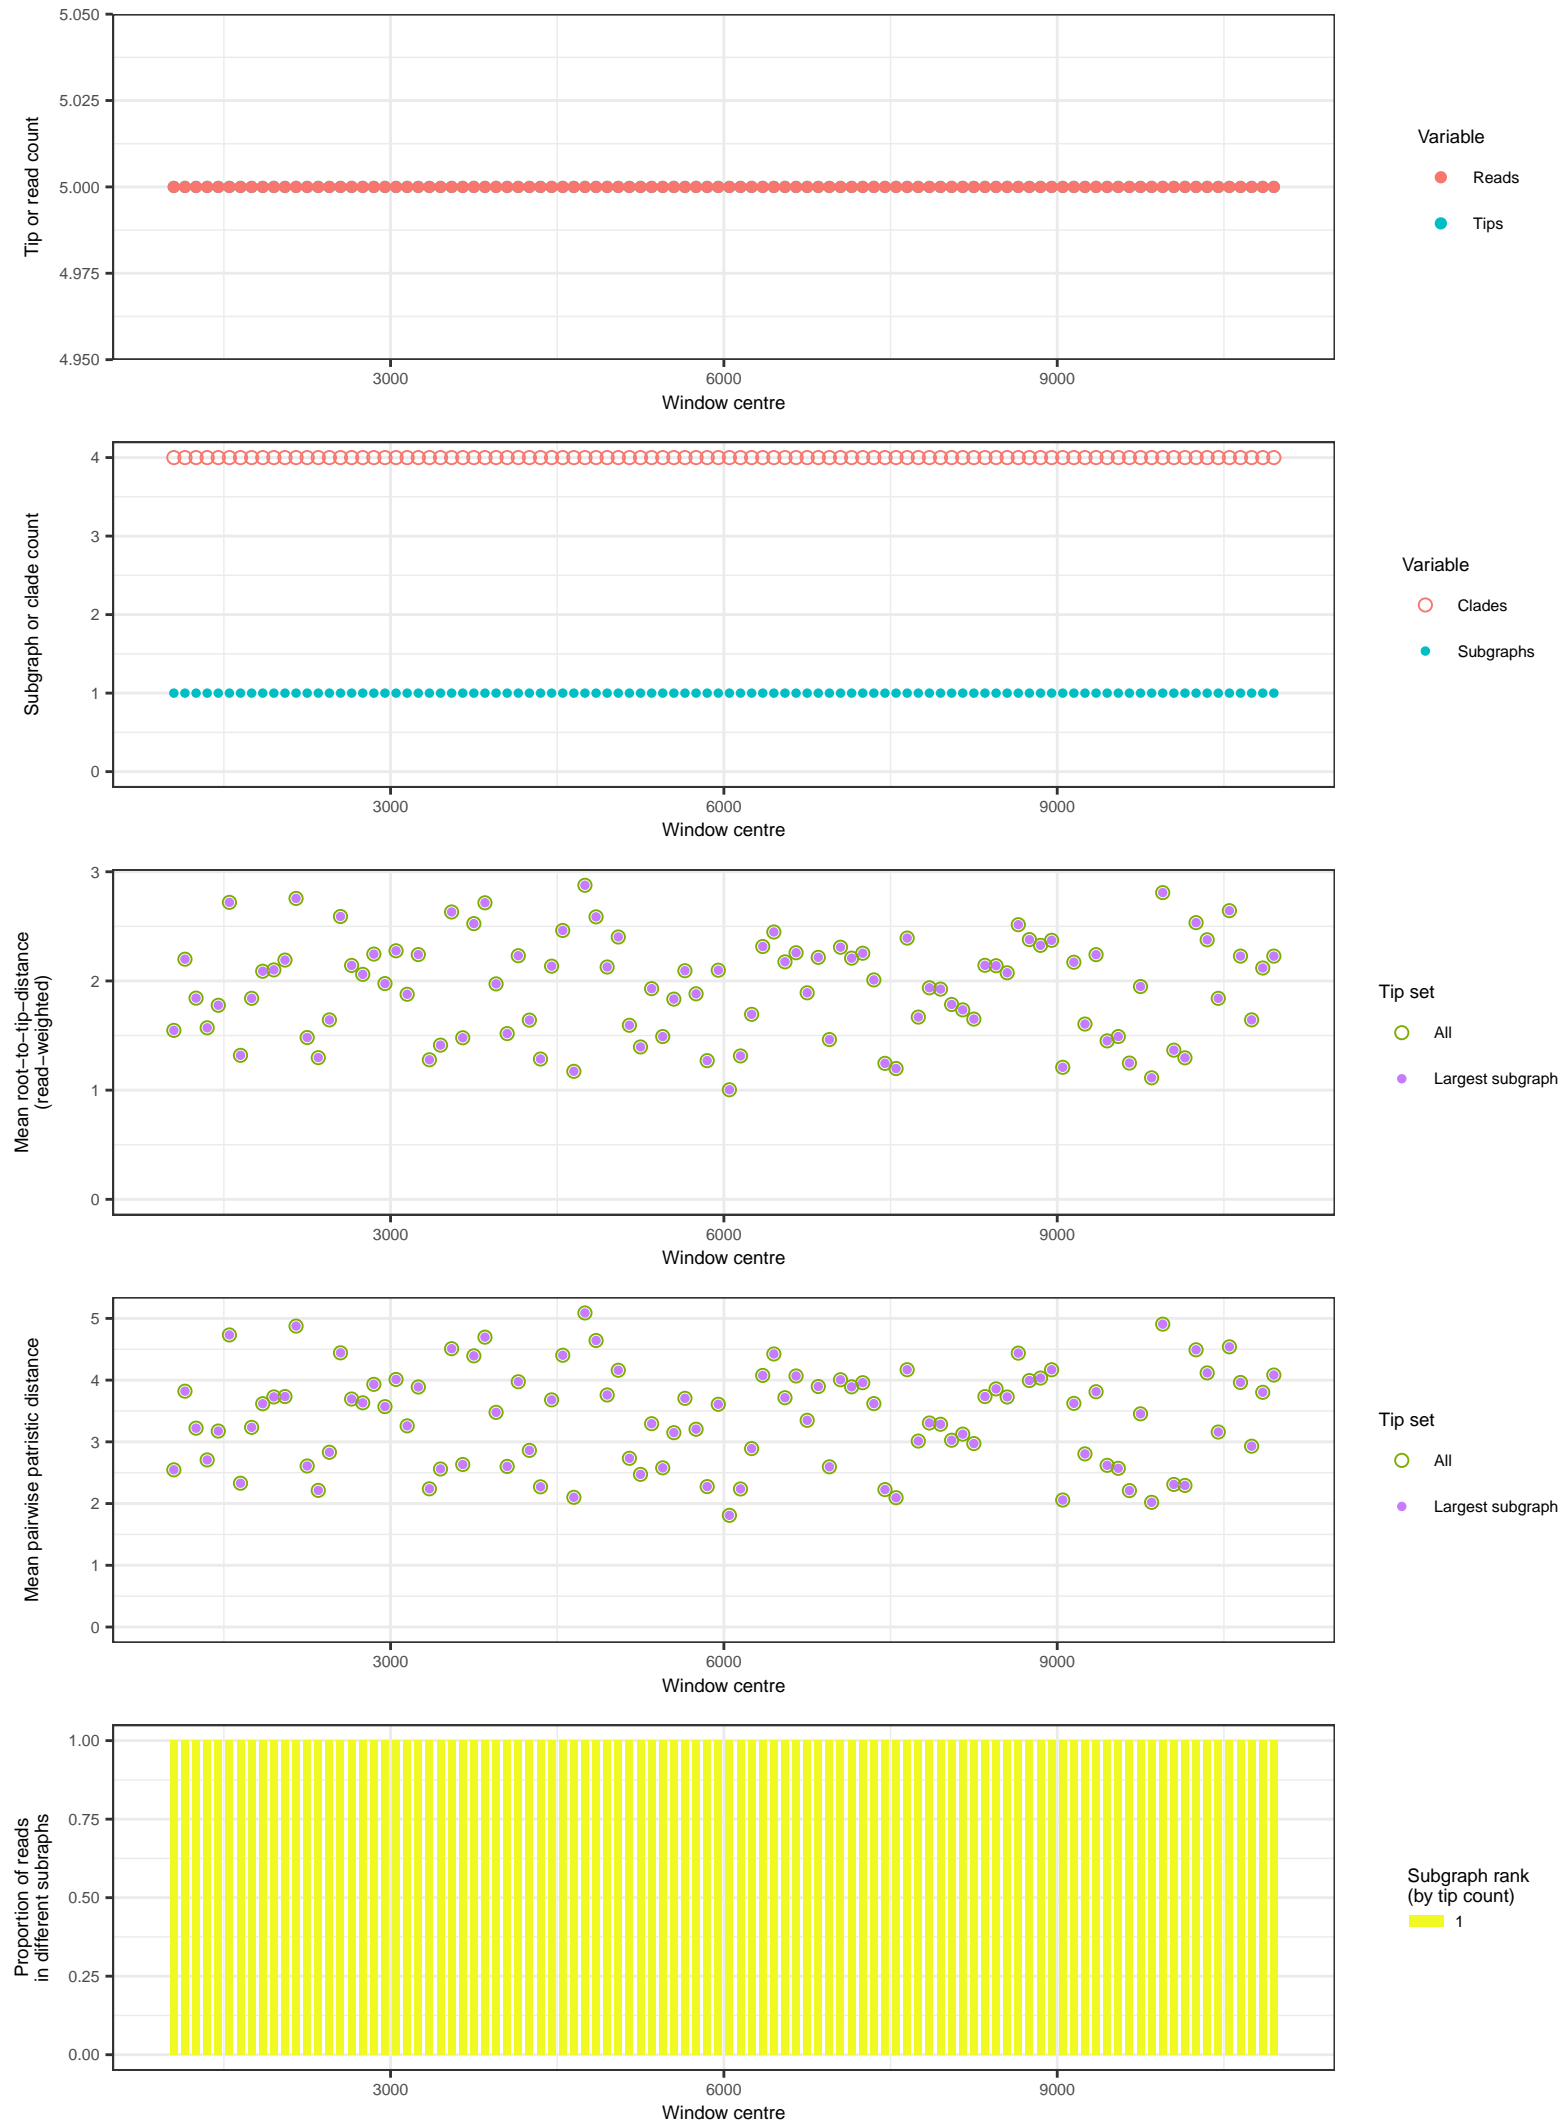 5.050
5.025
5.000
4.975
4.950
Tip or read count
3000 6000 9000
Window centre
Variable
Reads
Tips
4
3
2
1
0
Subgraph or clade count
3000 6000 9000
Window centre
Variable
Clades
Subgraphs
3
2
1
0
Mean root−to−tip−distance
(read−weighted)
3000 6000 9000
Window centre
Tip set
All
Largest subgraph
5
4
3
2
1
0
Mean pairwise patristic distance
3000 6000 9000
Window centre
Tip set
All
Largest subgraph
1.00
0.75
0.50
0.25
0.00
Proportion of reads
in different subraphs
3000 6000 9000
Window centre
Subgraph rank
(by tip count)
1